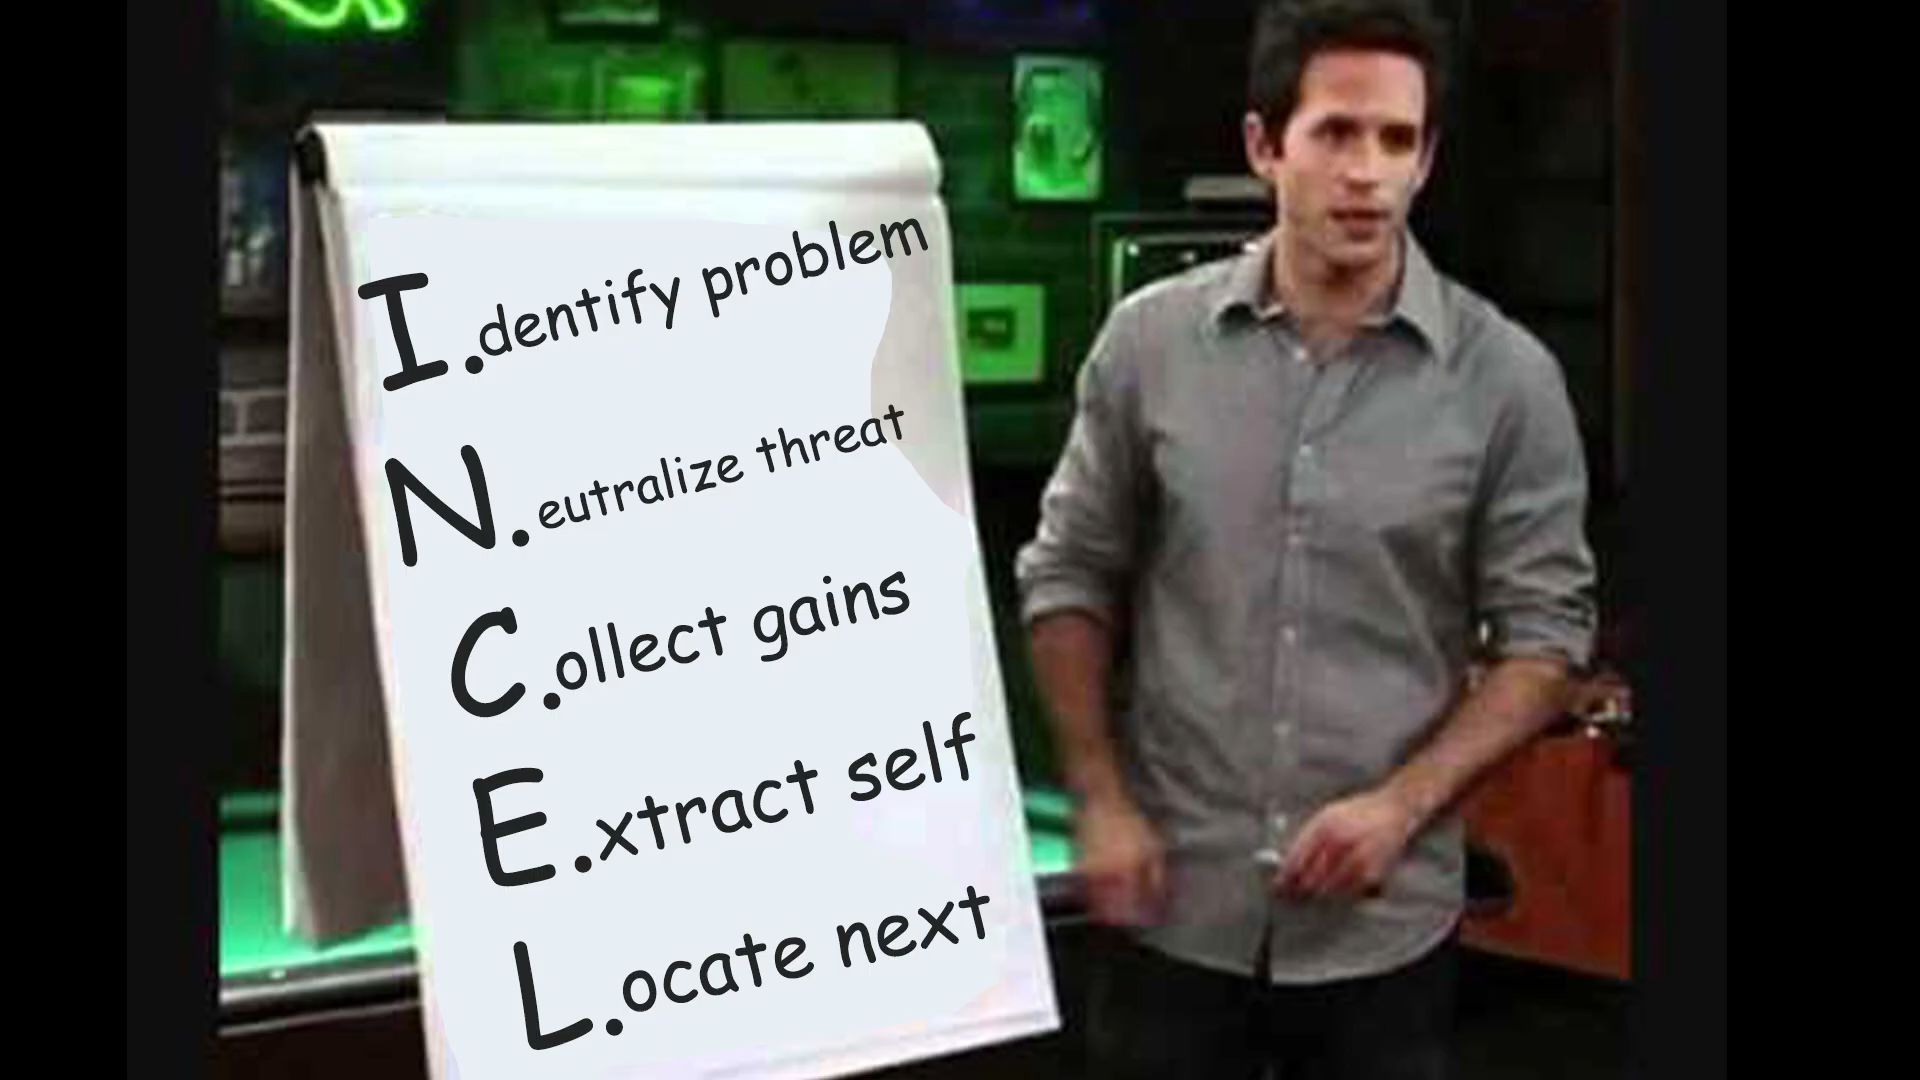 I.dentify problem
N.eutralize threat
C.ollect gains
E.xtract self
L.ocate next